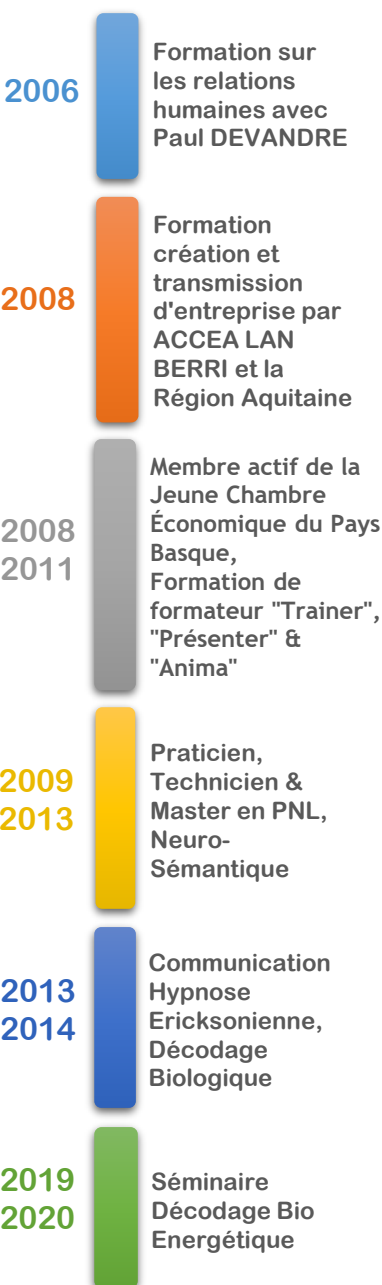 2006
Formation sur
les relations
humaines avec
Paul DEVANDRE
2008
Formation
création et
transmission
d'entreprise par
ACCEA LAN
BERRI et la
Région Aquitaine
2008
2011
Membre actif de la
Jeune Chambre
Économique du Pays
Basque,
Formation de
formateur "Trainer",
"Présenter" &
"Anima"
2009
2013
Praticien,
Technicien &
Master en PNL,
Neuro-
Sémantique
2013
2014
Communication
Hypnose
Ericksonienne,
Décodage
Biologique
2019
2020
Séminaire
Décodage Bio
Energétique